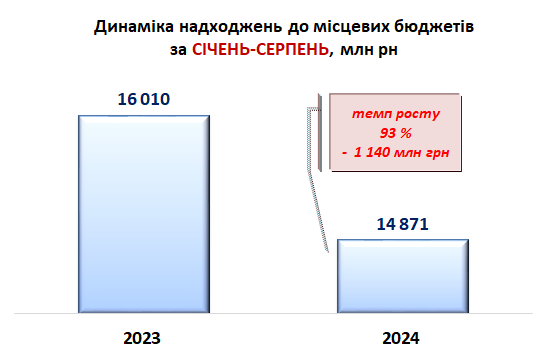 Динаміка надходжень до місцевих бюджетів
за СІЧЕНЬ-СЕРПЕНЬ, млн рн
16 010
темп росту
93 %
- 1 140 млн грн
14 871
2023
2024